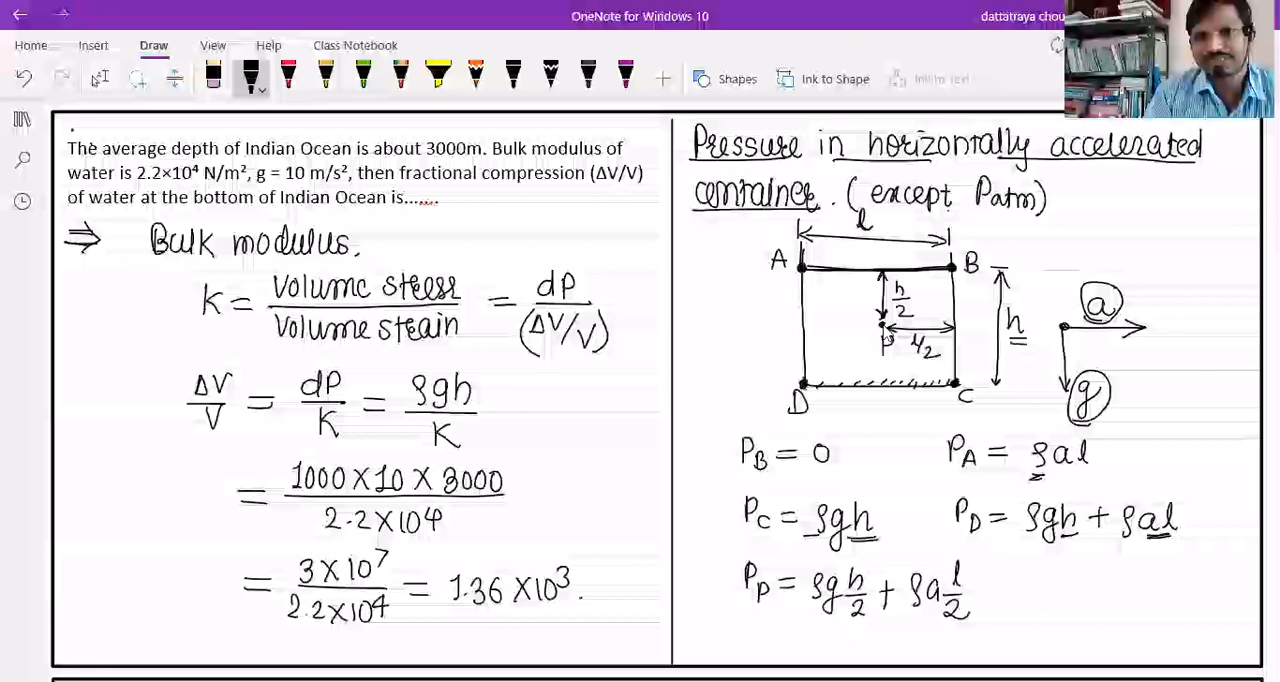 OneNote for Windows 10
dattatraya chou
Home Insert Draw View Help Class Notebook
Shapes Ink to Shape Ink to Text
The average depth of Indian Ocean is about 3000m. Bulk modulus of
water is 2.2×10⁴ N/m², g = 10 m/s², then fractional compression (ΔV/V)
of water at the bottom of Indian Ocean is.......
⇒ Bulk modulus.
K = Volume stress / Volume strain = dP / (ΔV/V)
ΔV/V = dP/K = ρgh/K
= 1000 × 10 × 3000 / 2.2 × 10⁴
= 3 × 10⁷ / 2.2 × 10⁴ = 1.36 × 10³.
Pressure in horizontally accelerated
container. (except Patm)
l
A B
h/2
a
h
P l/2
g
D C
P_B = 0 P_A = ρal
P_C = ρgh P_D = ρgh + ρal
P_P = ρg h/2 + ρa l/2